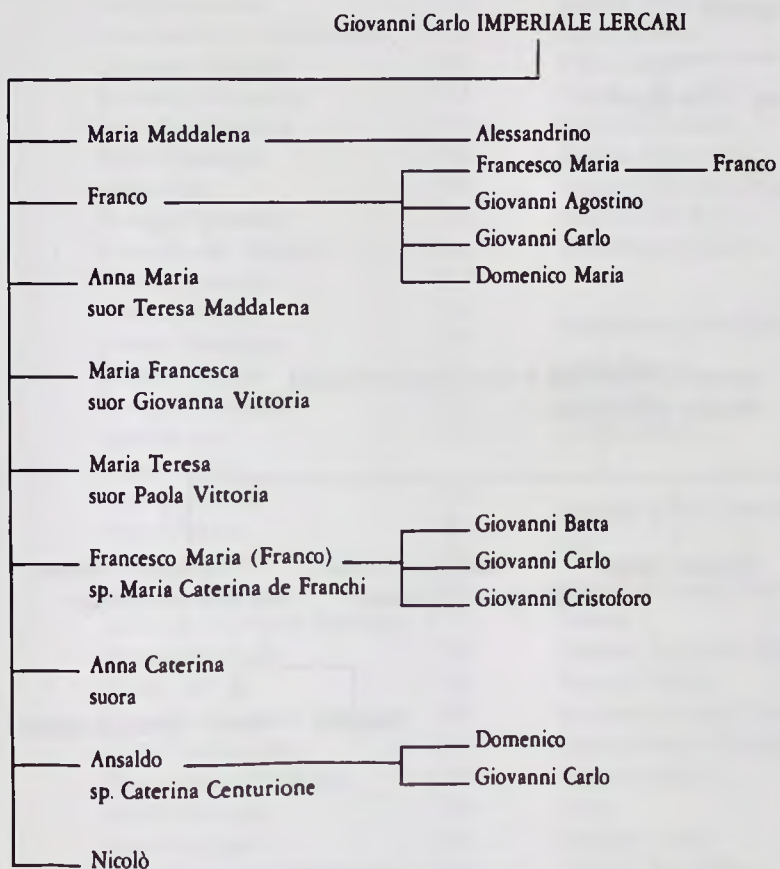 Giovanni Carlo IMPERIALE LERCARI
Maria Maddalena
Alessandrino
Franco
Francesco Maria
Franco
Giovanni Agostino
Giovanni Carlo
Domenico Maria
Anna Maria
suor Teresa Maddalena
Maria Francesca
suor Giovanna Vittoria
Maria Teresa
suor Paola Vittoria
Francesco Maria (Franco)
sp. Maria Caterina de Franchi
Giovanni Batta
Giovanni Carlo
Giovanni Cristoforo
Anna Caterina
suora
Ansaldo
sp. Caterina Centurione
Domenico
Giovanni Carlo
Nicolò